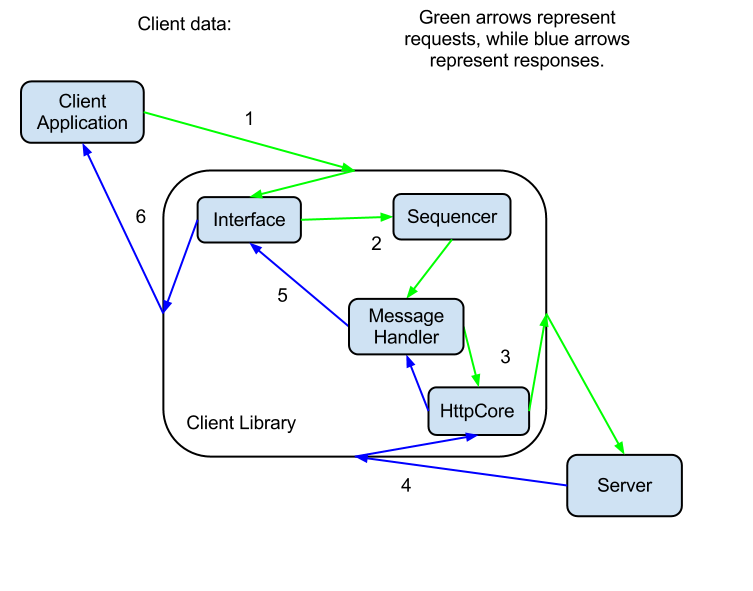 Client data:
Green arrows represent
requests, while blue arrows
represent responses.
Client
Application
1
6
Interface
Sequencer
2
5
Message
Handler
3
HttpCore
Client Library
4
Server